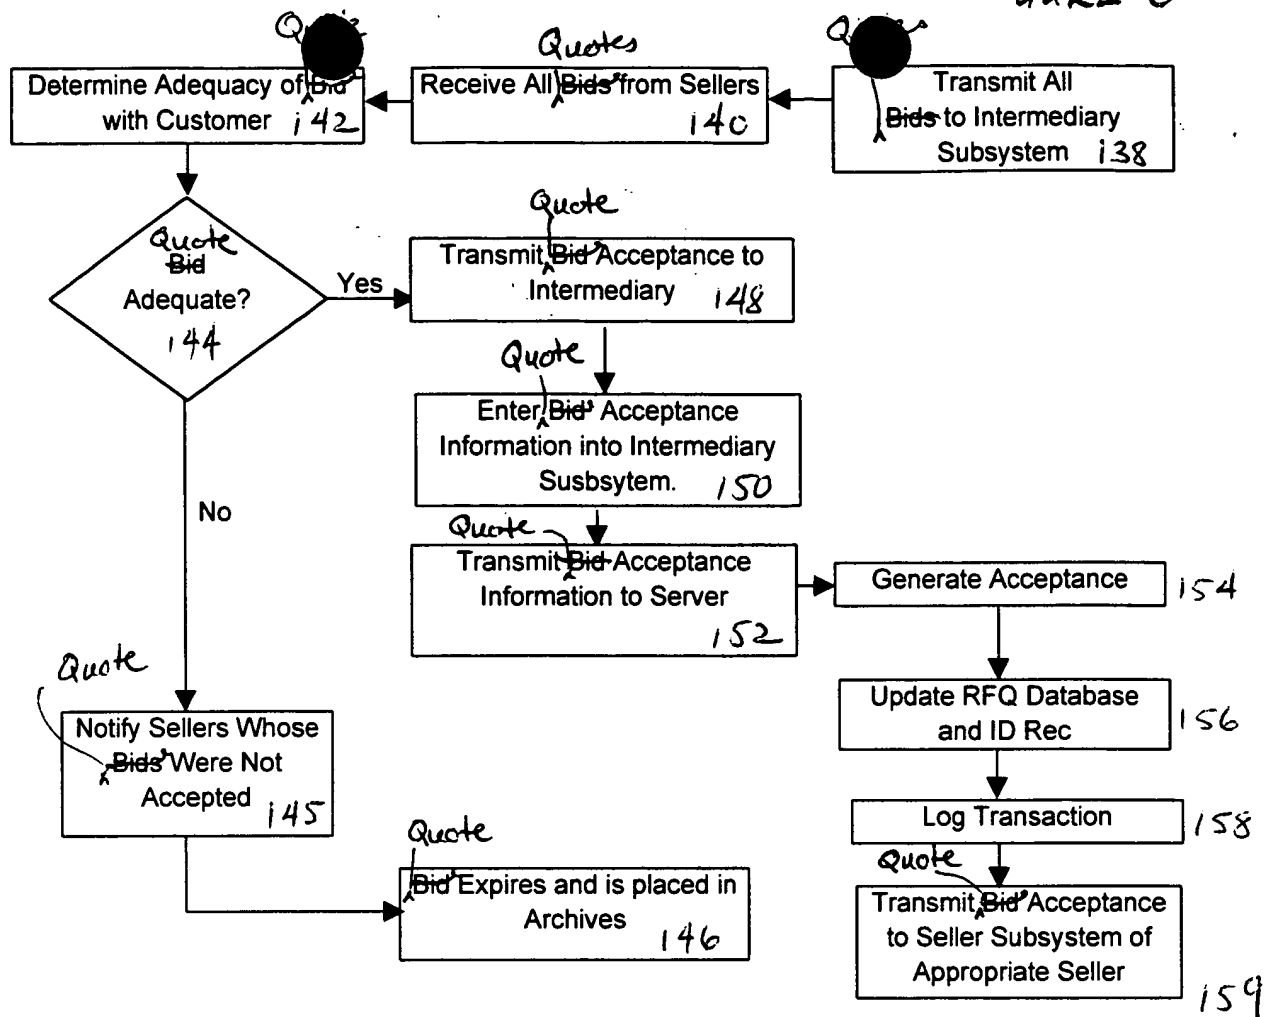 Quotes
Determine Adequacy of Bid
with Customer 142
Receive All Bids from Sellers
140
Transmit All
Bids to Intermediary
Subsystem 138
Quote
Bid
Adequate?
144
Yes
No
Quote
Transmit Bid Acceptance to
Intermediary 148
Quote
Enter Bid Acceptance
Information into Intermediary
Susbsytem. 150
Quote
Transmit Bid Acceptance
Information to Server
152
Generate Acceptance 154
Update RFQ Database
and ID Rec 156
Log Transaction 158
Quote
Transmit Bid Acceptance
to Seller Subsystem of
Appropriate Seller
159
Quote
Notify Sellers Whose
Bids Were Not
Accepted 145
Quote
Bid Expires and is placed in
Archives 146